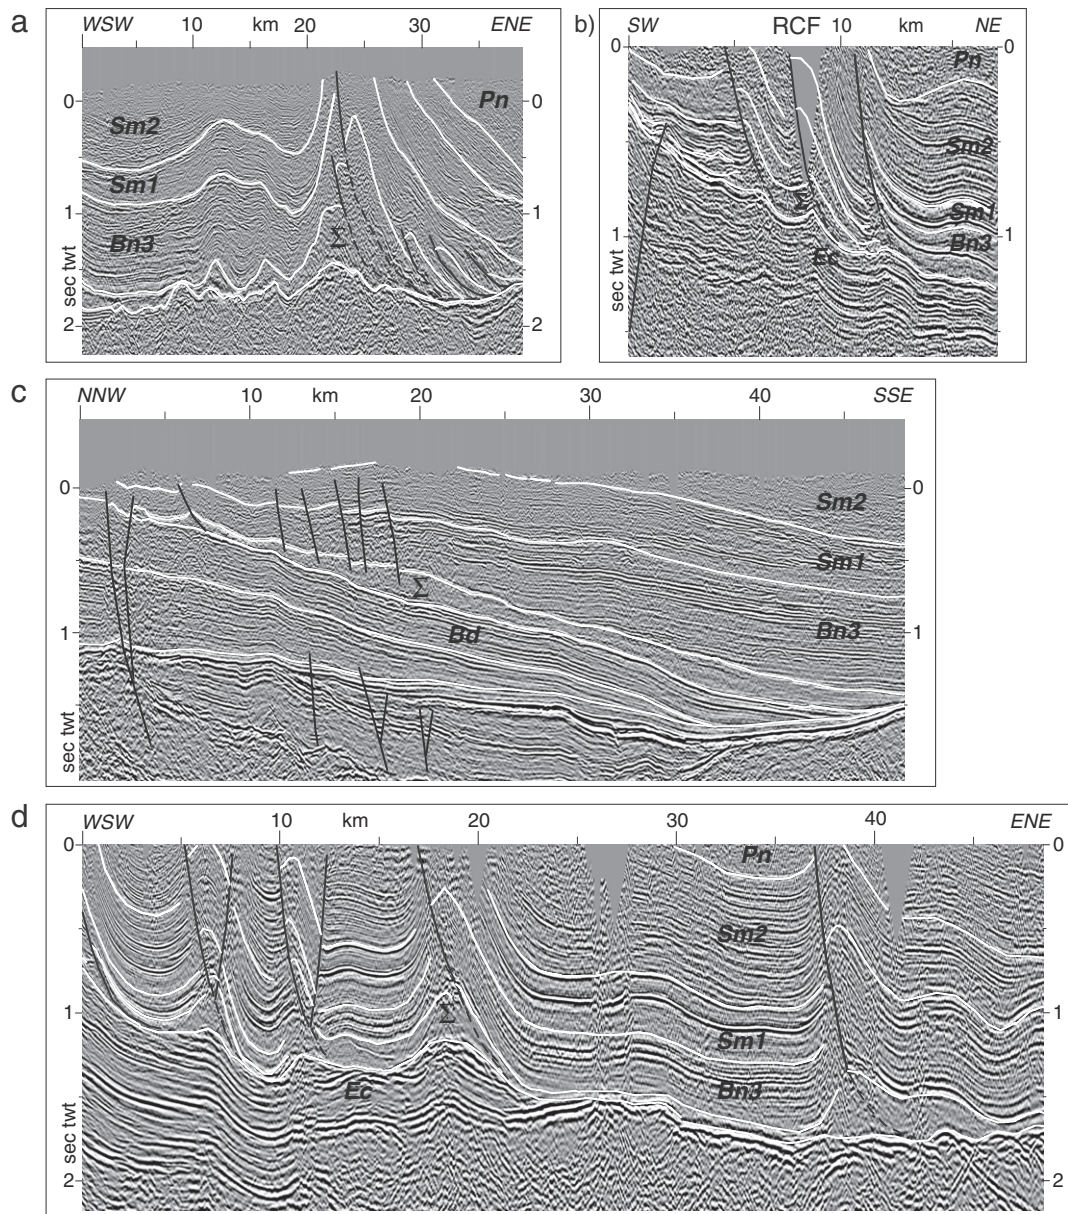 a
WSW 10 km 20 30 ENE
0 Pn 0
Sm2
Sm1
1 1
Bn3
Σ
sec twt
2 2
b)
SW RCF 10 km NE
0 Pn 0
Sm2
Σ Sm1
1 Bn3 1
Ec
sec twt
c
NNW 10 km 20 30 40 SSE
0 Sm2 0
Sm1
Σ
1 Bd Bn3 1
sec twt
d
WSW 10 km 20 30 40 ENE
0 Pn 0
Sm2
1 Σ Sm1 1
Ec Bn3
sec twt
2 2